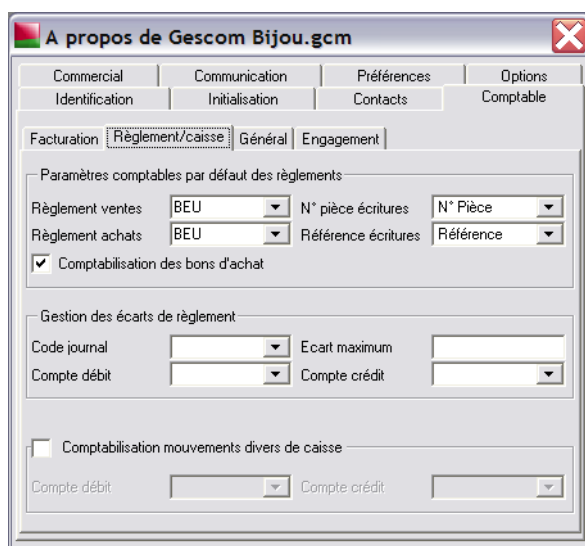 A propos de Gescom Bijou.gcm
Commercial Communication Préférences Options
Identification Initialisation Contacts Comptable
Facturation Règlement/caisse Général Engagement
Paramètres comptables par défaut des règlements
Règlement ventes BEU N° pièce écritures N° Pièce
Règlement achats BEU Référence écritures Référence
Comptabilisation des bons d'achat
Gestion des écarts de règlement
Code journal Ecart maximum
Compte débit Compte crédit
Comptabilisation mouvements divers de caisse
Compte débit Compte crédit